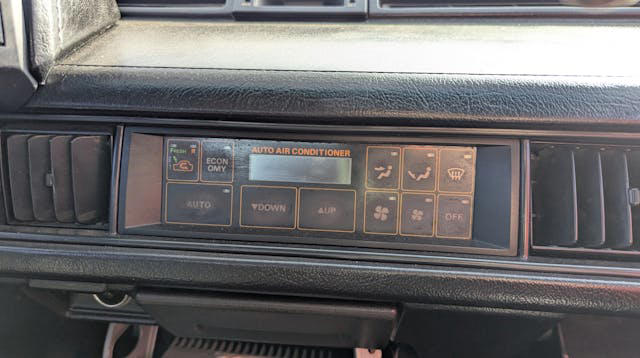 FRESH
ECON
OMY
AUTO AIR CONDITIONER
AUTO
▼DOWN
▲UP
OFF